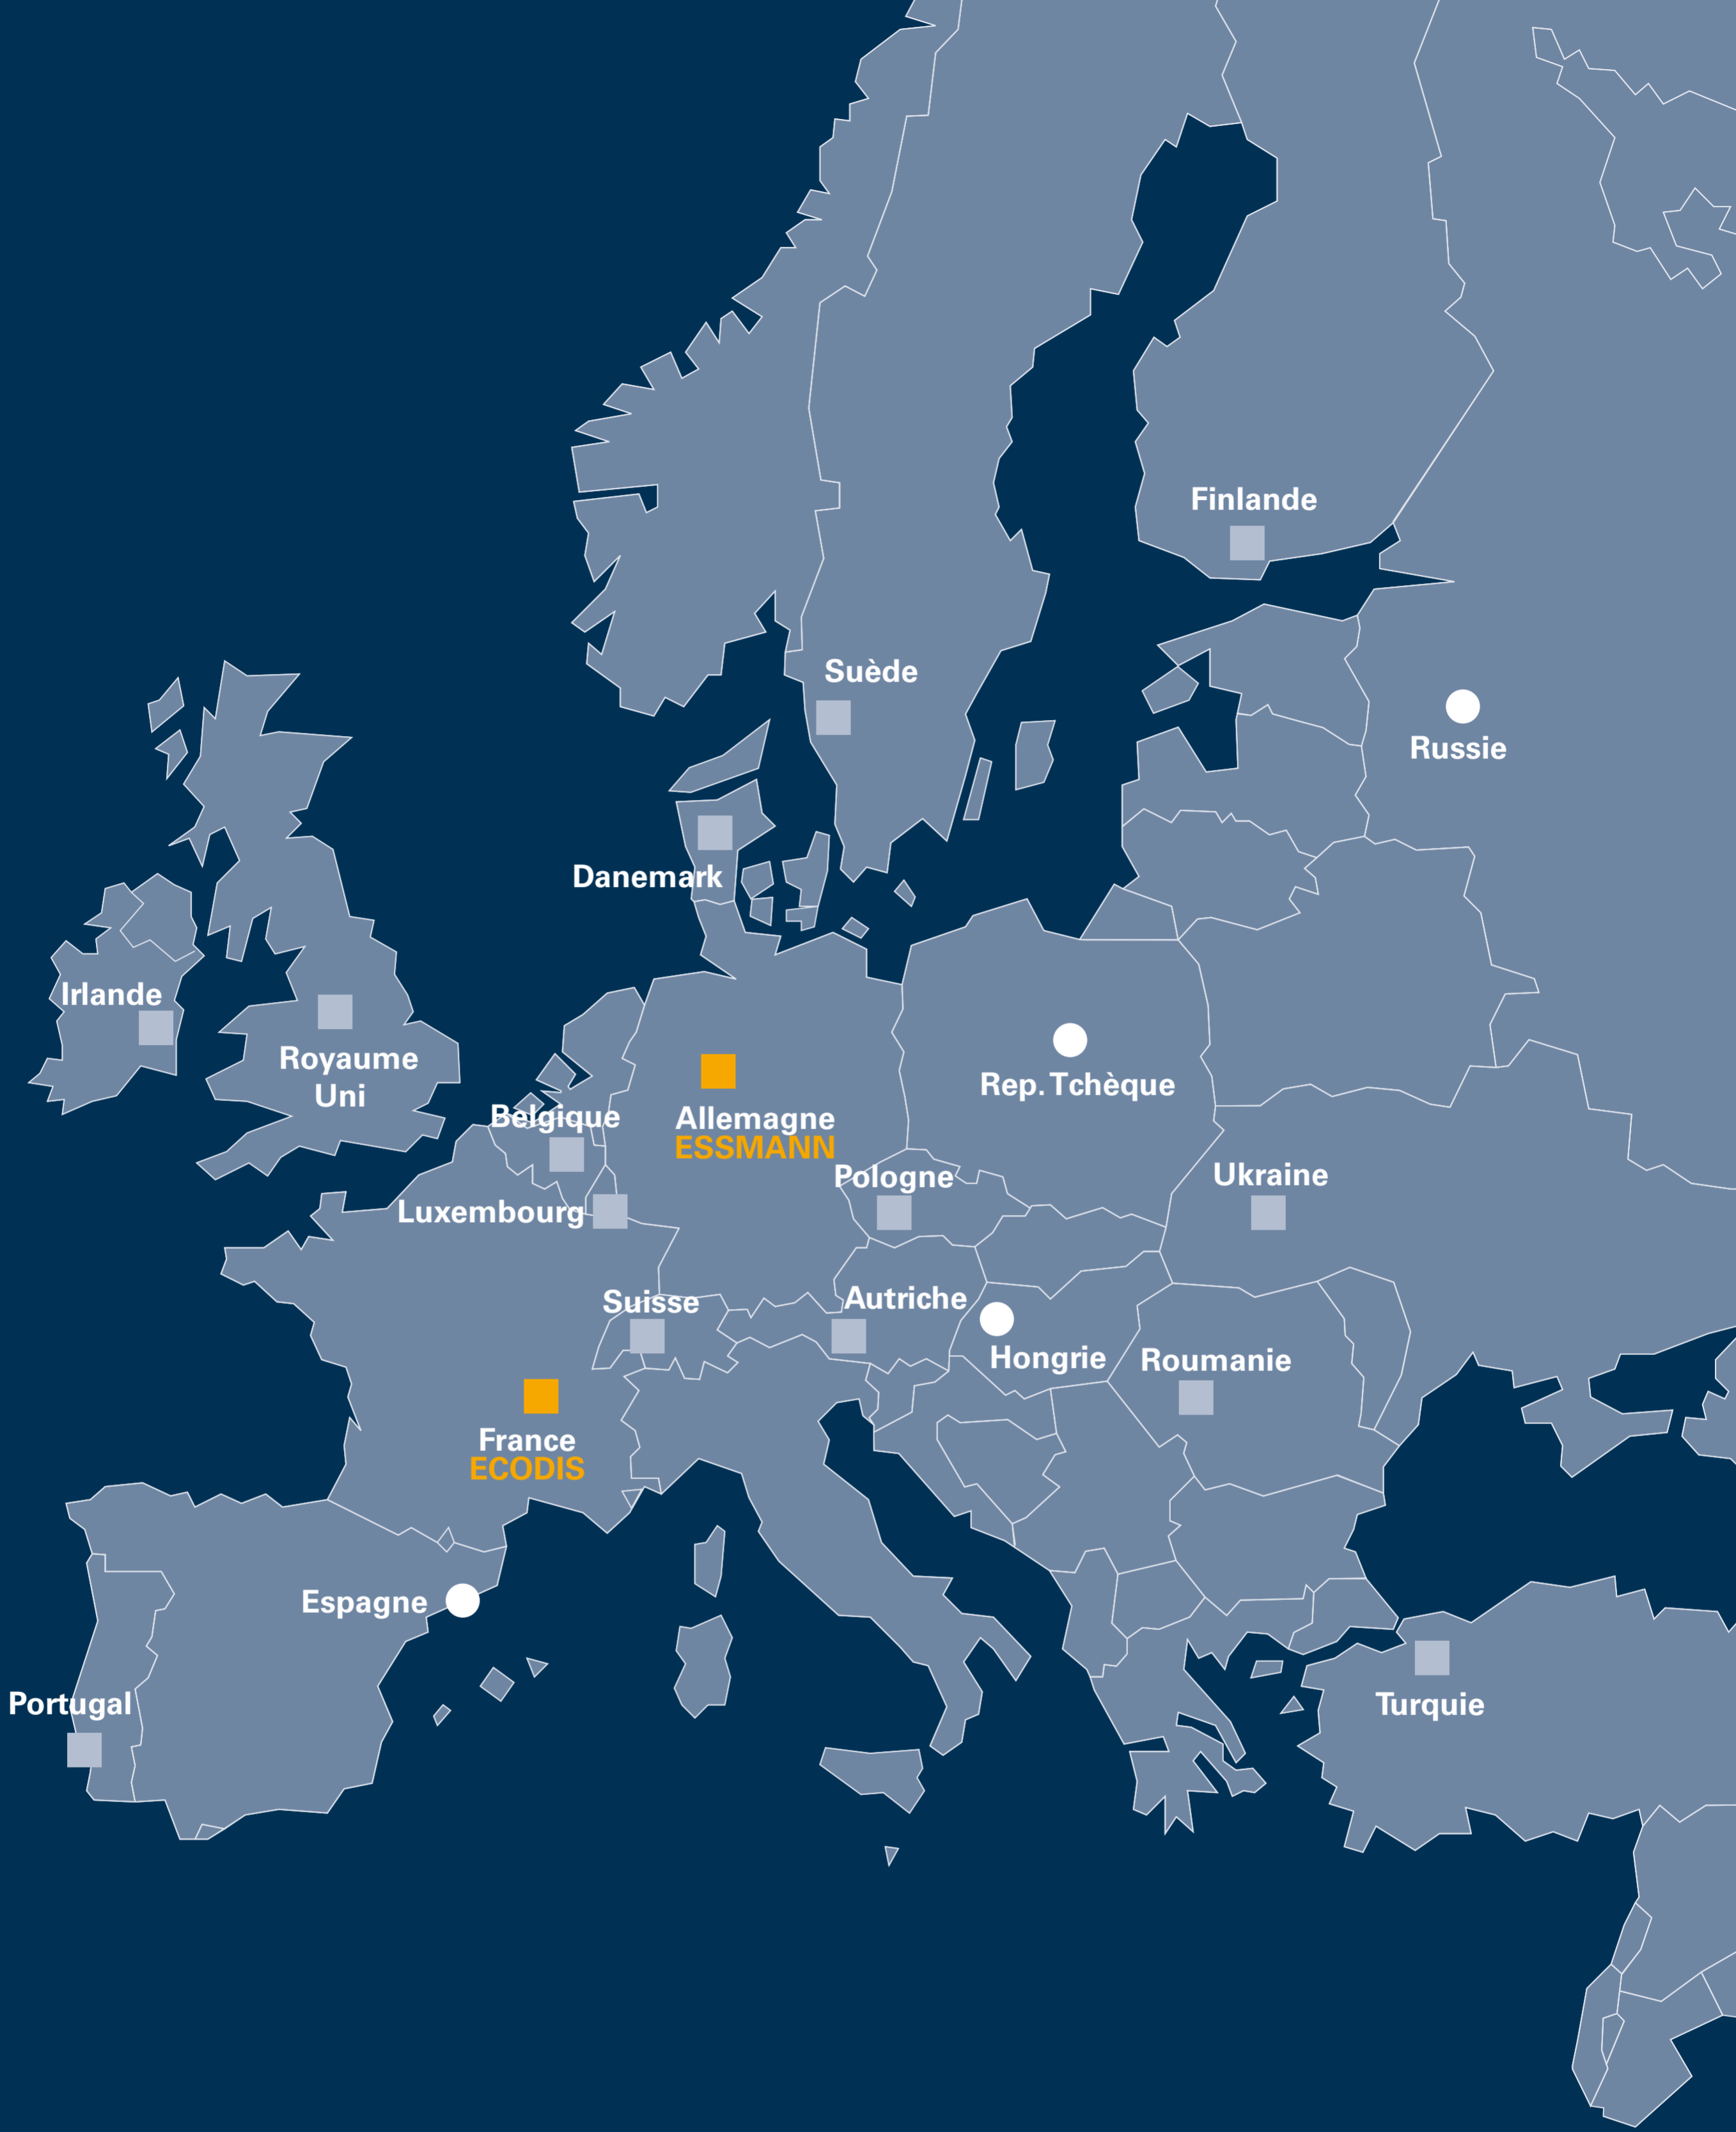 Finlande
Suède
Russie
Danemark
Irlande
Royaume
Uni
Rep. Tchèque
Belgique
Allemagne
ESSMANN
Pologne
Ukraine
Luxembourg
Suisse
Autriche
Hongrie
Roumanie
France
ECODIS
Espagne
Portugal
Turquie